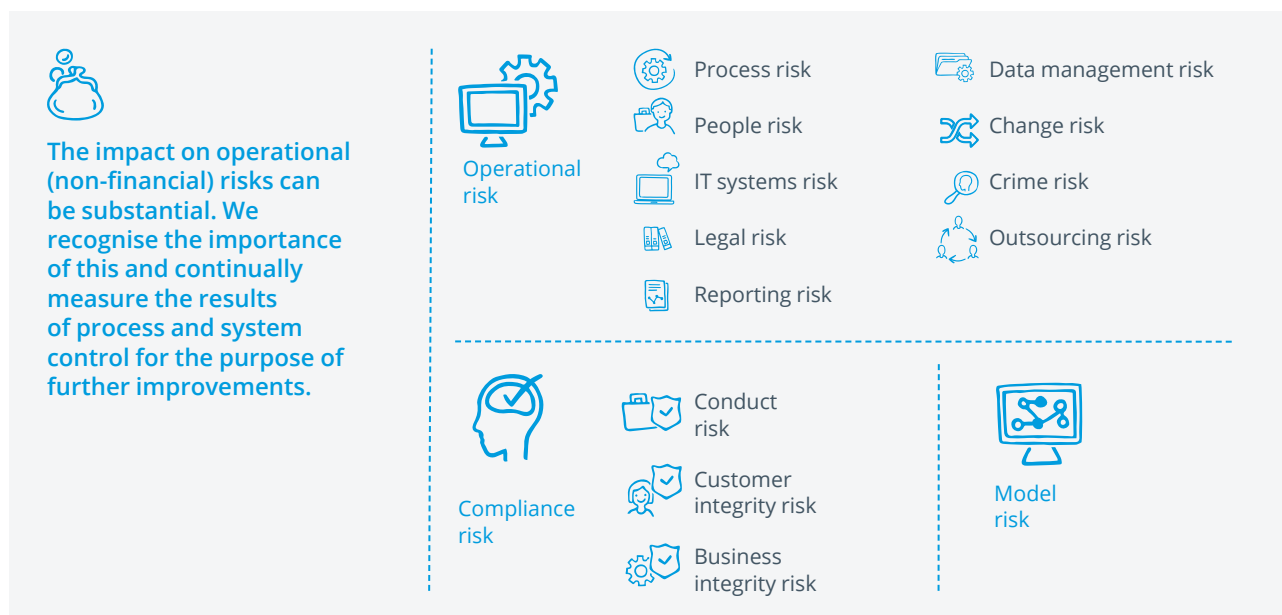 The impact on operational
(non-financial) risks can
be substantial. We
recognise the importance
of this and continually
measure the results
of process and system
control for the purpose of
further improvements.
Operational
risk
Process risk
People risk
IT systems risk
Legal risk
Reporting risk
Data management risk
Change risk
Crime risk
Outsourcing risk
Compliance
risk
Conduct
risk
Customer
integrity risk
Business
integrity risk
Model
risk